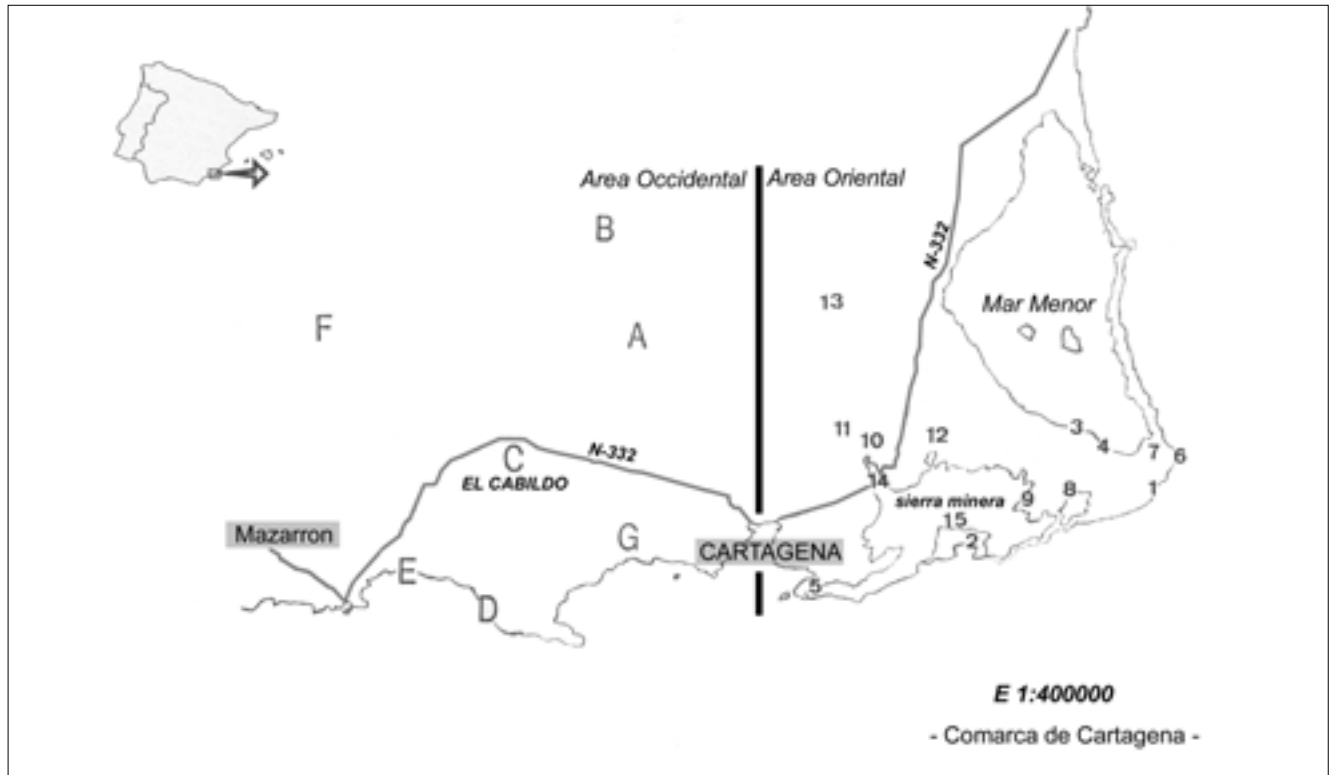 Area Occidental
Area Oriental
B
N-332
13
Mar Menor
F
A
3
11
10
12
4
7
6
C
N-332
EL CABILDO
14
sierra minera
9
8
1
15
Mazarron
G
CARTAGENA
2
E
5
D
E 1:400000
- Comarca de Cartagena -